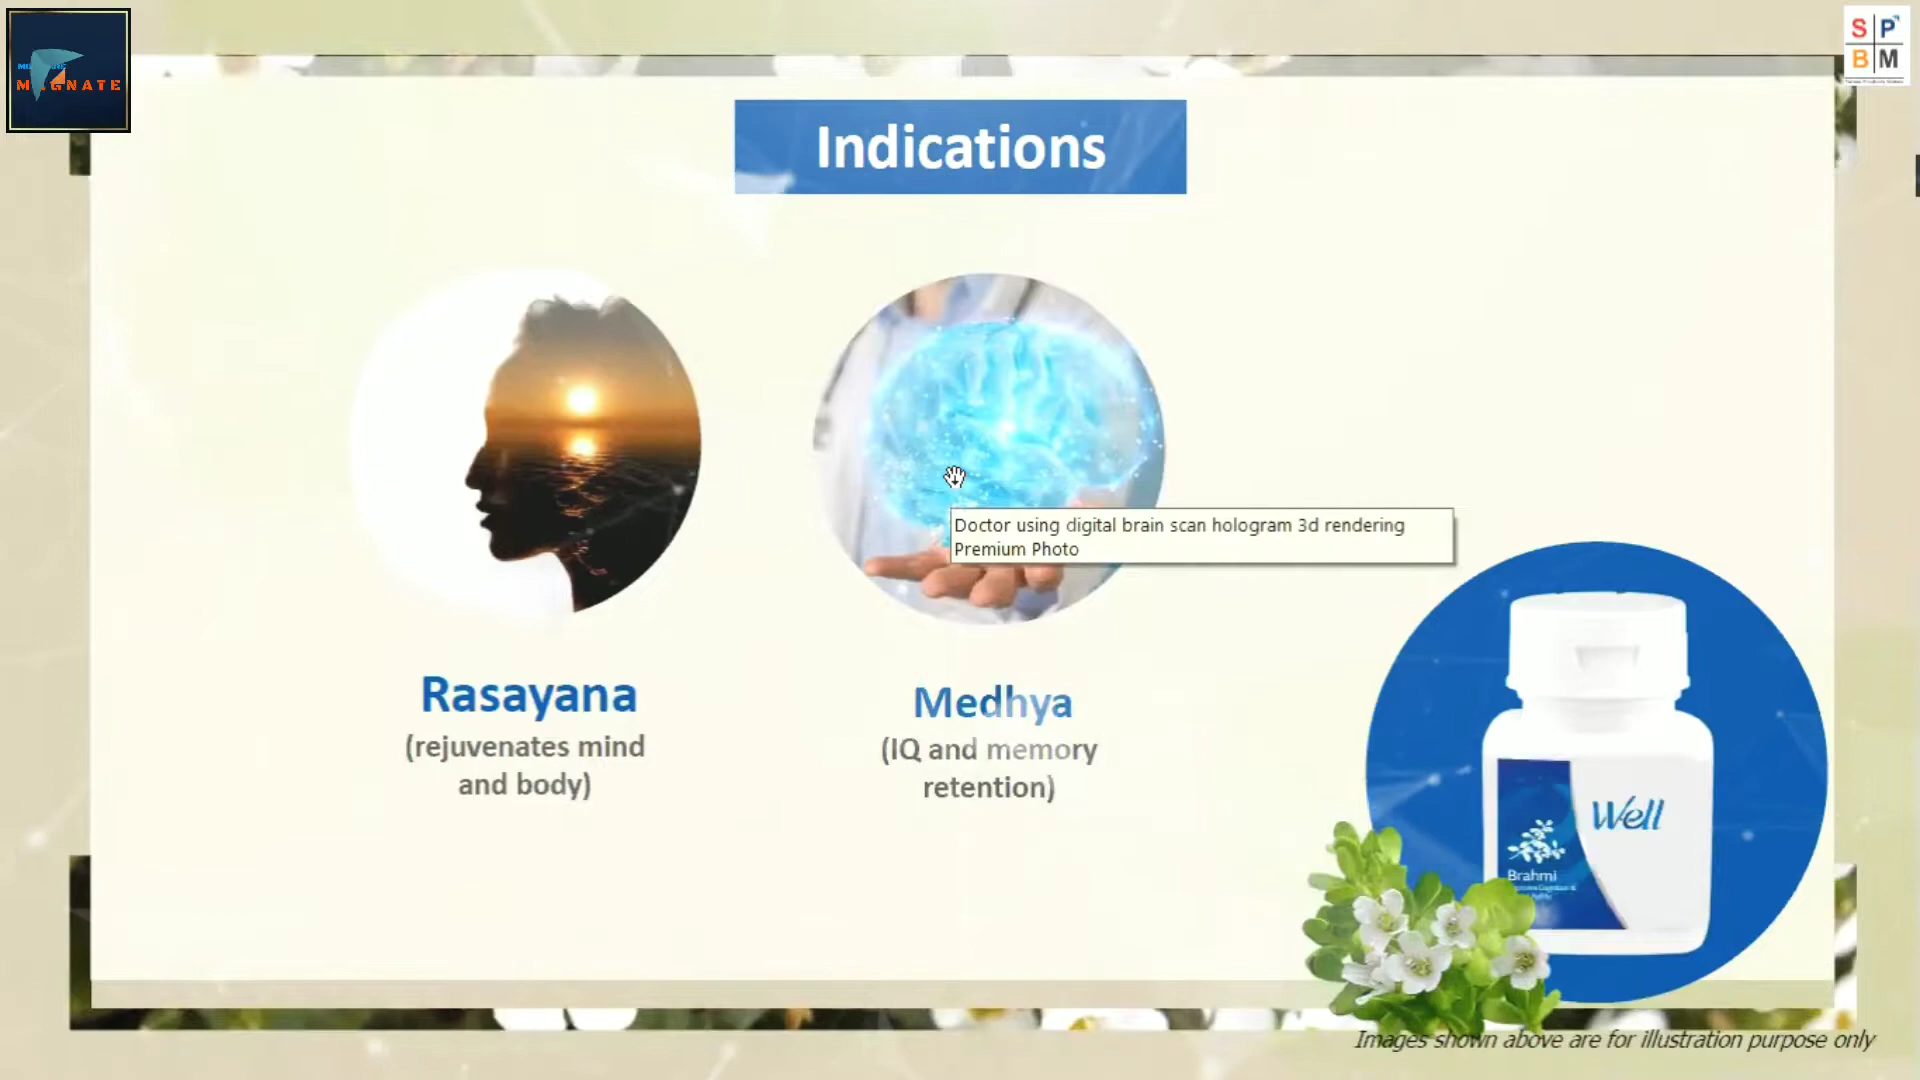 MAGNATE
S P
B M
Indications
Doctor using digital brain scan hologram 3d rendering
Premium Photo
Rasayana
(rejuvenates mind
and body)
Medhya
(IQ and memory
retention)
Well
Brahmi
Images shown above are for illustration purpose only